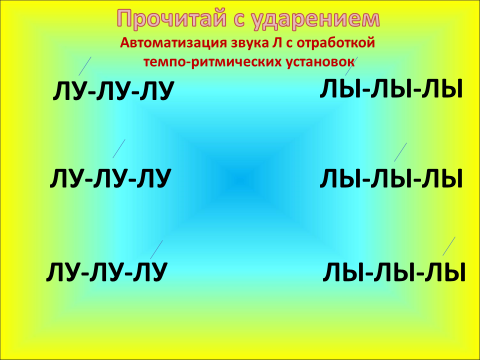 Прочитай с ударением
Автоматизация звука Л с отработкой
темпо-ритмических установок
ЛУ-ЛУ-ЛУ ЛЫ-ЛЫ-ЛЫ
ЛУ-ЛУ-ЛУ ЛЫ-ЛЫ-ЛЫ
ЛУ-ЛУ-ЛУ ЛЫ-ЛЫ-ЛЫ